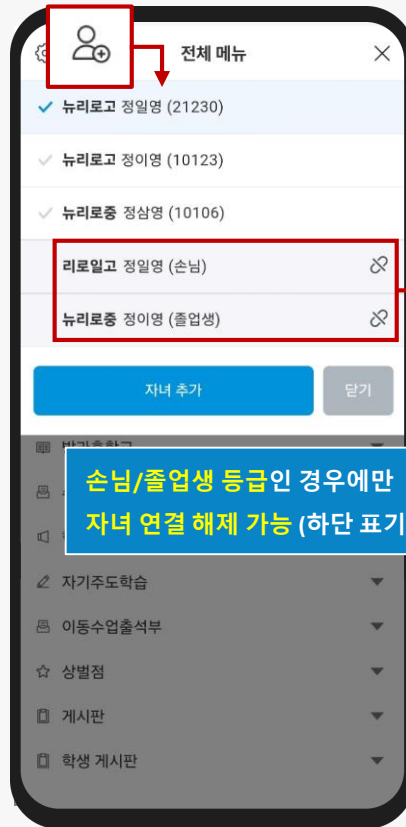 전체 메뉴
뉴리로고 정일영 (21230)
뉴리로고 정이영 (10123)
뉴리로중 정삼영 (10106)
리로일고 정일영 (손님)
뉴리로중 정이영 (졸업생)
자녀 추가
닫기
손님/졸업생 등급인 경우에만
자녀 연결 해제 가능 (하단 표기
자기주도학습
이동수업출석부
상벌점
게시판
학생 게시판